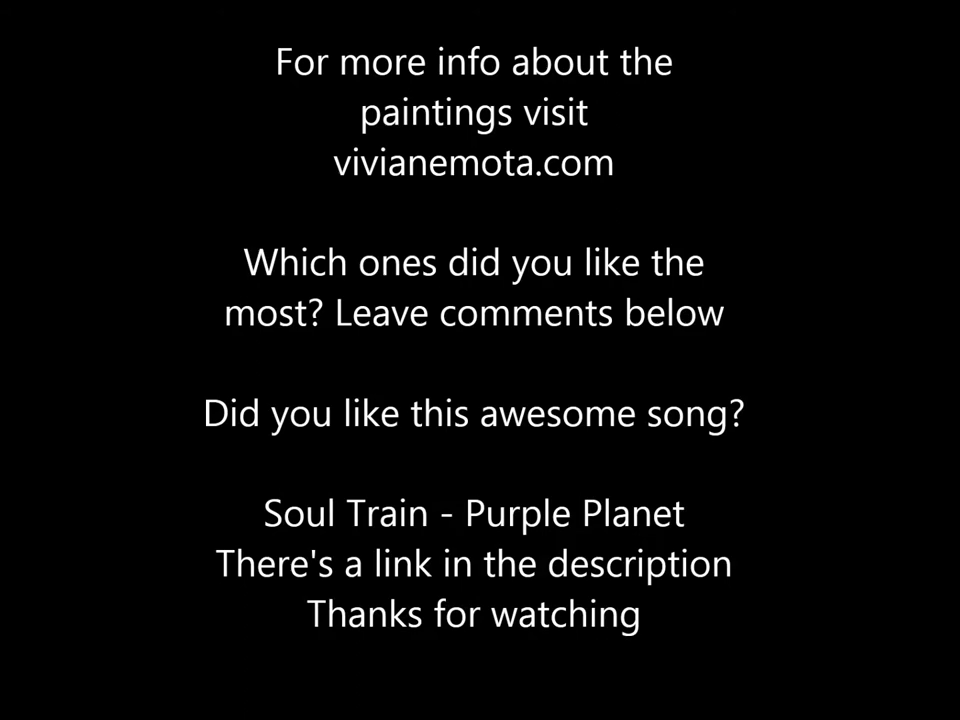 For more info about the
paintings visit
vivianemota.com
Which ones did you like the
most? Leave comments below
Did you like this awesome song?
Soul Train - Purple Planet
There's a link in the description
Thanks for watching